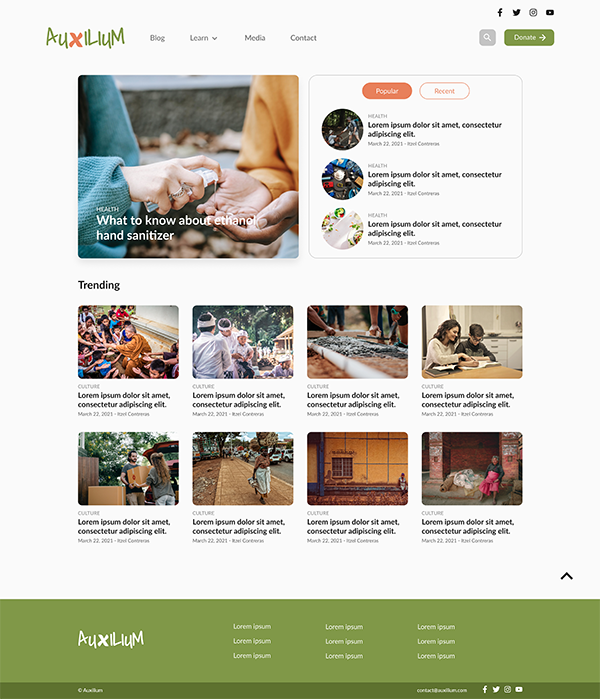 AuXILIUM
Blog
Learn
Media
Contact
Donate
HEALTH
What to know about ethanol
hand sanitizer
Popular
Recent
HEALTH
Lorem ipsum dolor sit amet, consectetur
adipiscing elit.
March 22, 2021 - Itzel Contreras
HEALTH
Lorem ipsum dolor sit amet, consectetur
adipiscing elit.
March 22, 2021 - Itzel Contreras
HEALTH
Lorem ipsum dolor sit amet, consectetur
adipiscing elit.
March 22, 2021 - Itzel Contreras
Trending
CULTURE
Lorem ipsum dolor sit amet,
consectetur adipiscing elit.
March 22, 2021 - Itzel Contreras
CULTURE
Lorem ipsum dolor sit amet,
consectetur adipiscing elit.
March 22, 2021 - Itzel Contreras
CULTURE
Lorem ipsum dolor sit amet,
consectetur adipiscing elit.
March 22, 2021 - Itzel Contreras
CULTURE
Lorem ipsum dolor sit amet,
consectetur adipiscing elit.
March 22, 2021 - Itzel Contreras
CULTURE
Lorem ipsum dolor sit amet,
consectetur adipiscing elit.
March 22, 2021 - Itzel Contreras
CULTURE
Lorem ipsum dolor sit amet,
consectetur adipiscing elit.
March 22, 2021 - Itzel Contreras
CULTURE
Lorem ipsum dolor sit amet,
consectetur adipiscing elit.
March 22, 2021 - Itzel Contreras
CULTURE
Lorem ipsum dolor sit amet,
consectetur adipiscing elit.
March 22, 2021 - Itzel Contreras
AuXILIUM
Lorem ipsum
Lorem ipsum
Lorem ipsum
Lorem ipsum
Lorem ipsum
Lorem ipsum
Lorem ipsum
Lorem ipsum
Lorem ipsum
© Auxilium
contact@auxilium.com